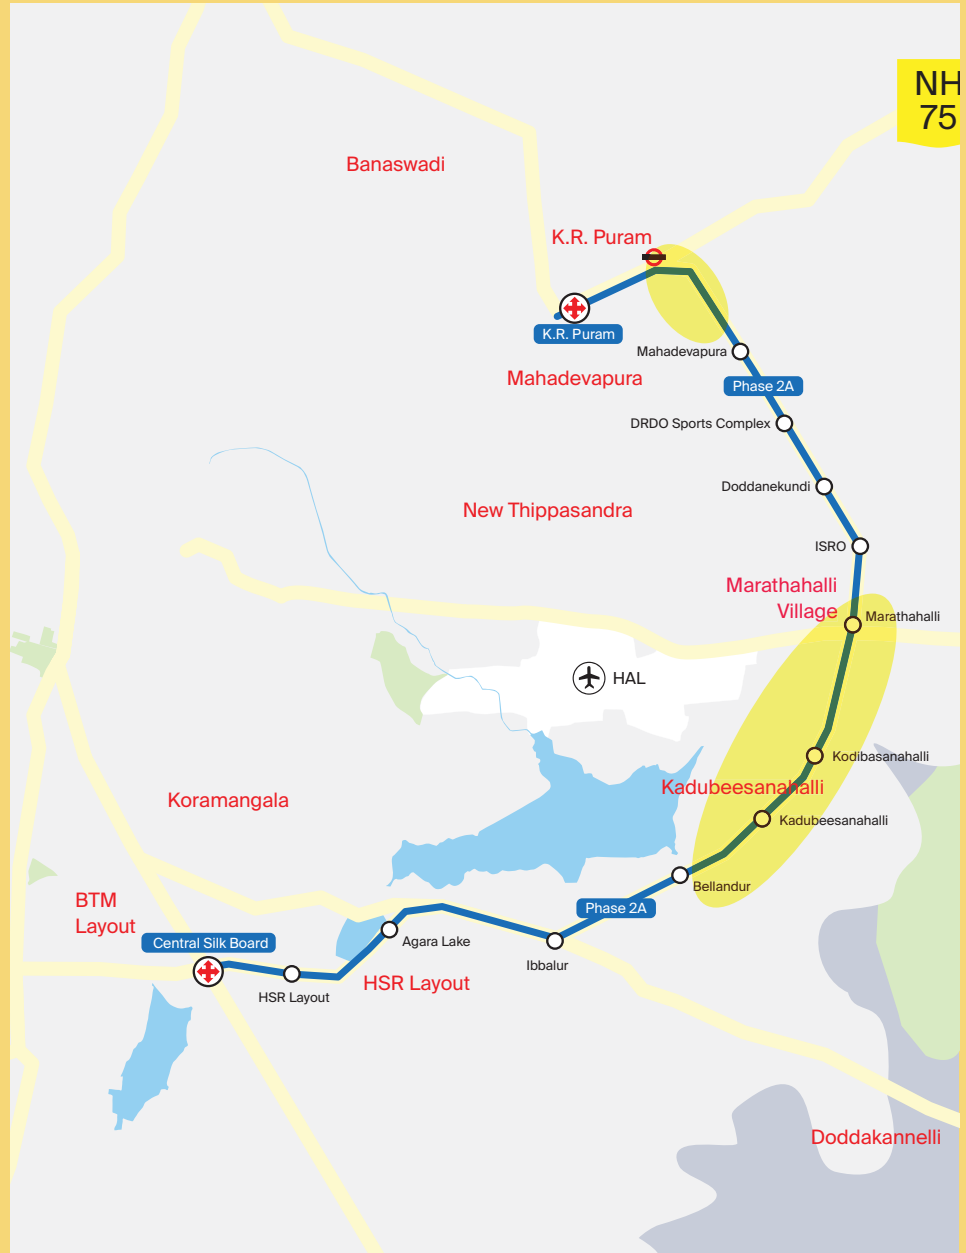 NH
75
Banaswadi
K.R. Puram
K.R. Puram
Mahadevapura
Mahadevapura
Phase 2A
DRDO Sports Complex
Doddanekundi
New Thippasandra
ISRO
Marathahalli
Village
Marathahalli
HAL
Kodibasanahalli
Kadubeesanahalli
Koramangala
Kadubeesanahalli
Bellandur
BTM
Layout
Phase 2A
Central Silk Board
Agara Lake
Ibbalur
HSR Layout
HSR Layout
Doddakannelli